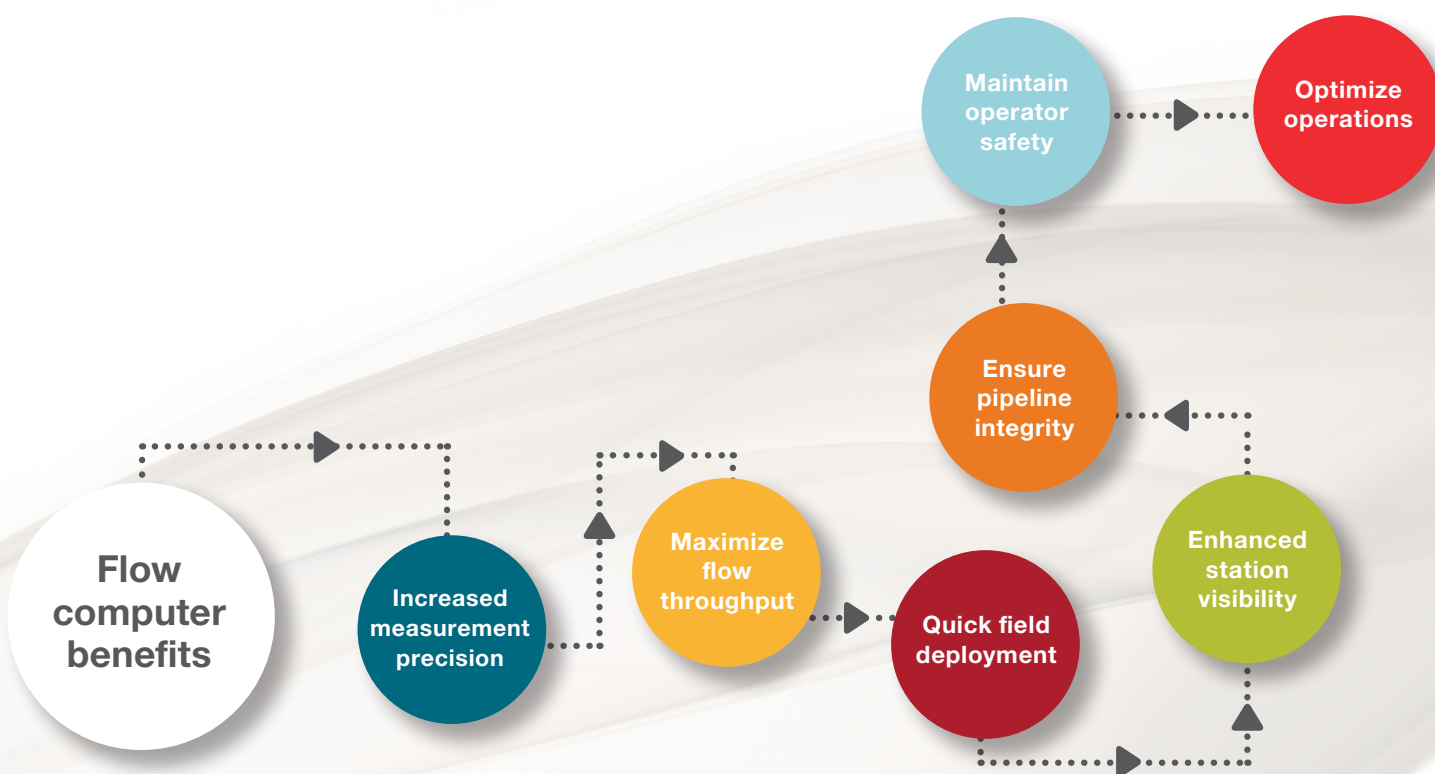 Flow
computer
benefits
Increased
measurement
precision
Maximize
flow
throughput
Quick field
deployment
Enhanced
station
visibility
Ensure
pipeline
integrity
Maintain
operator
safety
Optimize
operations